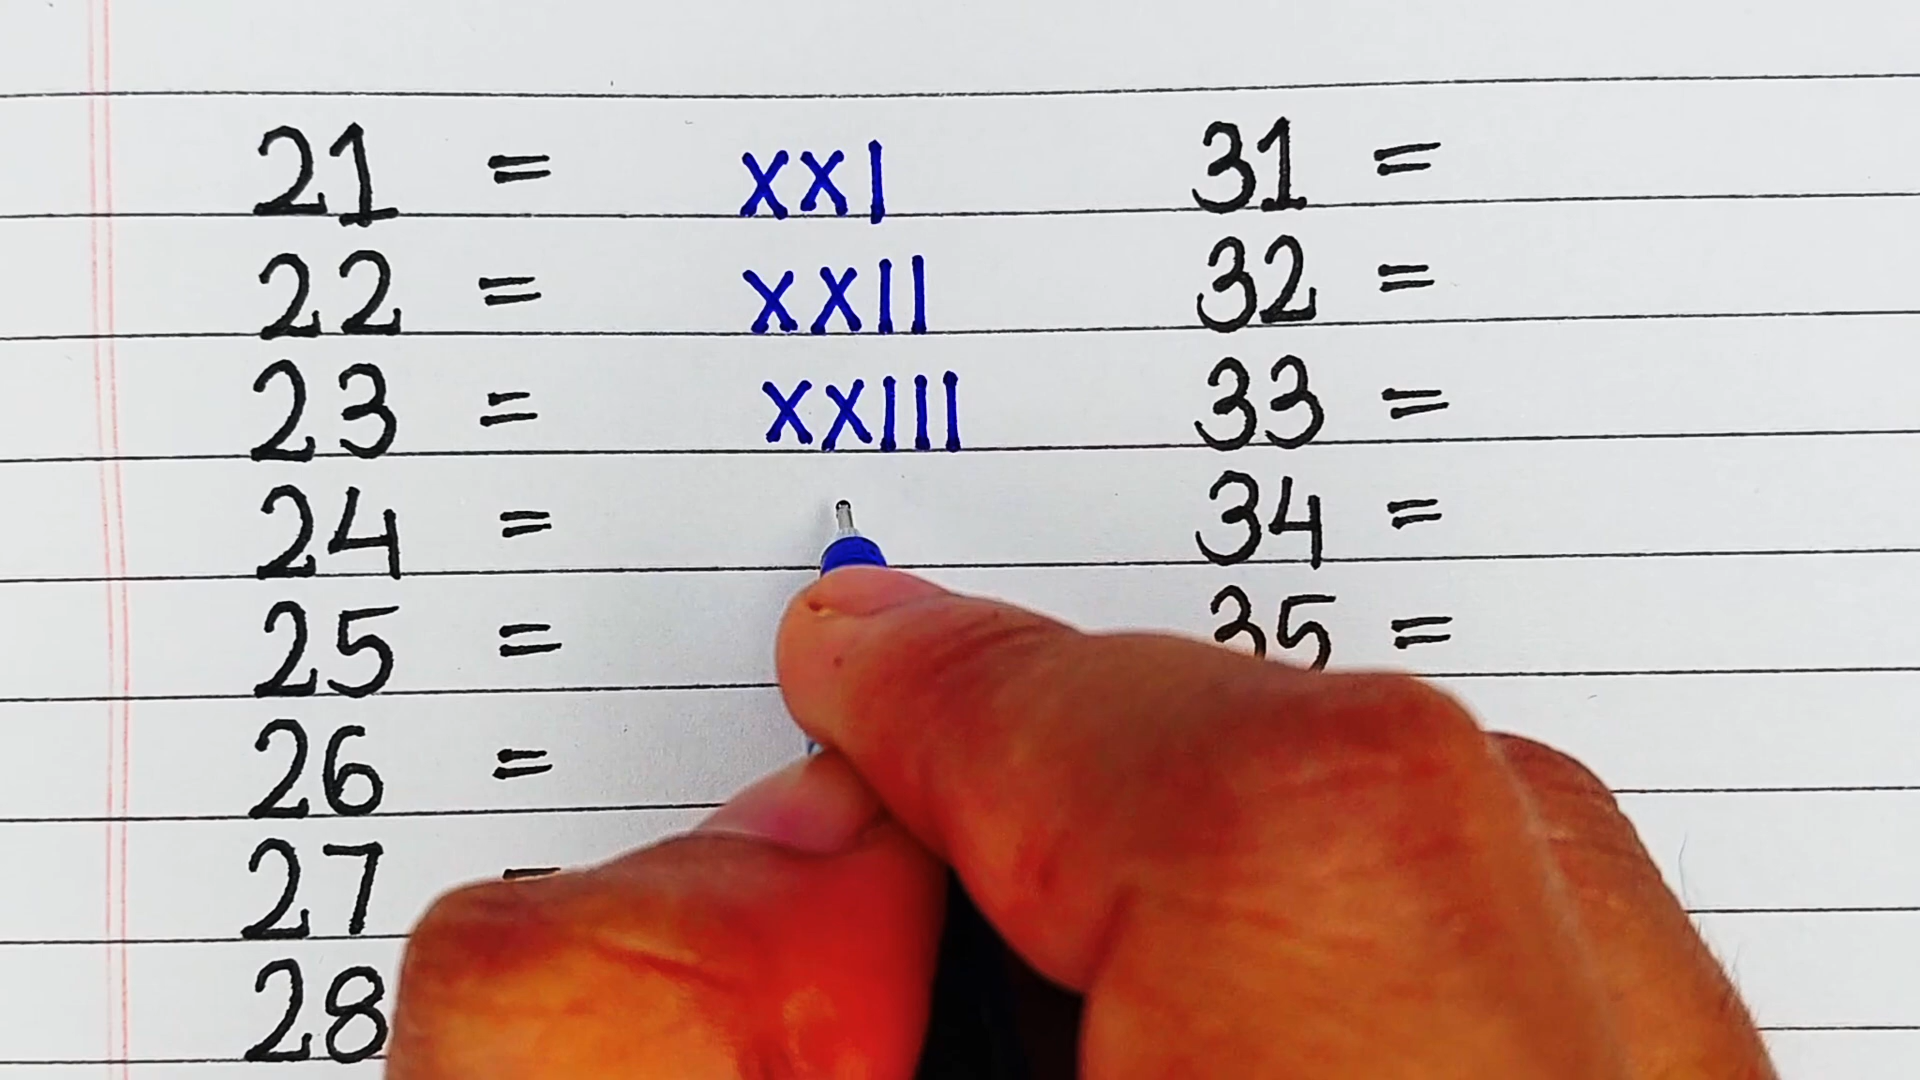 21 = XXI 31 =
22 = XXII 32 =
23 = XXIII 33 =
24 = 34 =
25 = 35 =
26 =
27 =
28